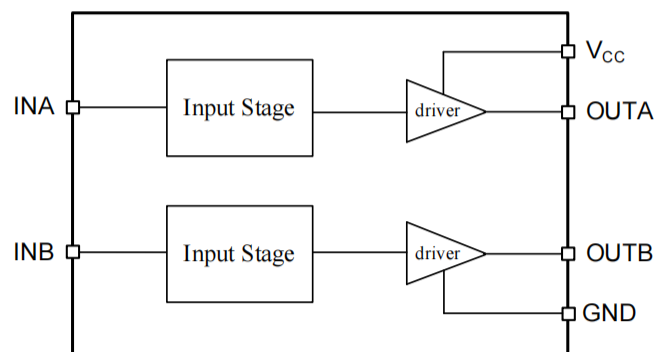 VCC
INA
Input Stage
driver
OUTA
INB
Input Stage
driver
OUTB
GND